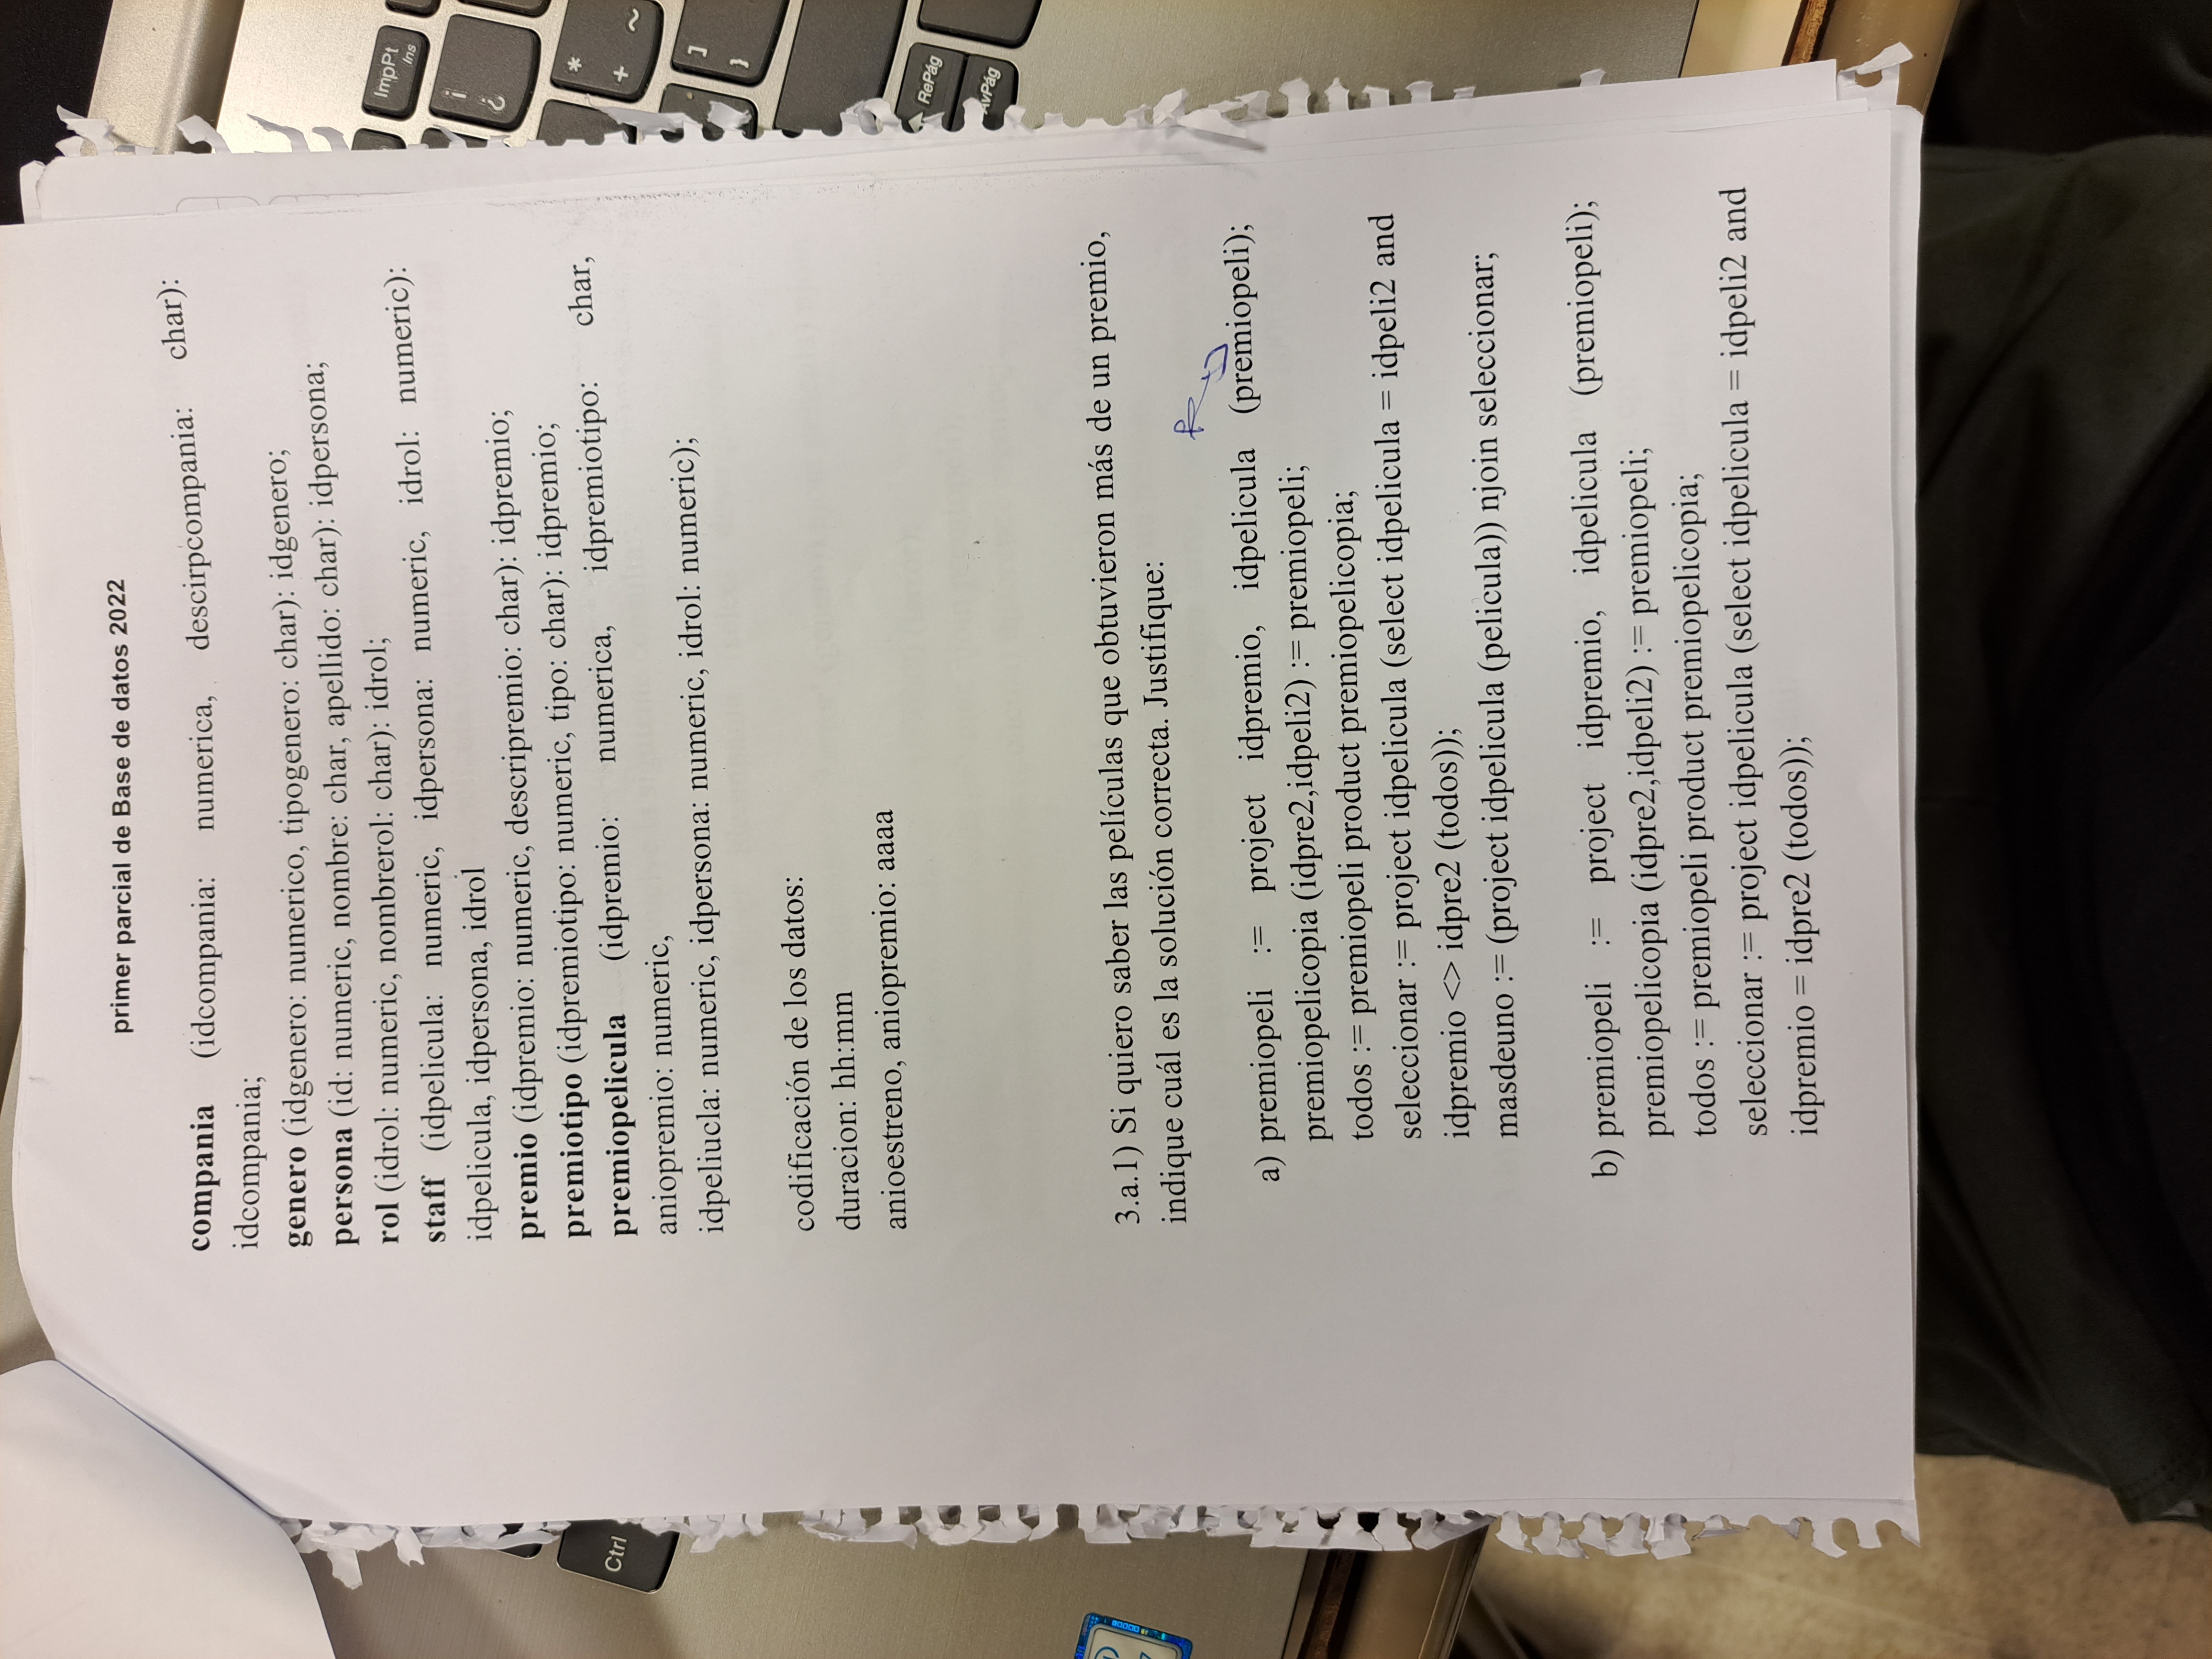 primer parcial de Base de datos 2022
compania (idcompania: numerica, descirpcompania: char):
idcompania;
genero (idgenero: numerico, tipogenero: char): idgenero;
persona (id: numeric, nombre: char, apellido: char): idpersona;
rol (idrol: numeric, nombrerol: char): idrol;
staff (idpelicula: numeric, idpersona: numeric, idrol: numeric):
idpelicula, idpersona, idrol
premio (idpremio: numeric, descripremio: char): idpremio;
premiotipo (idpremiotipo: numeric, tipo: char): idpremio;
premiopelicula (idpremio: numerica, idpremiotipo: char,
aniopremio: numeric,
idpeliucla: numeric, idpersona: numeric, idrol: numeric);
codificación de los datos:
duracion: hh:mm
anioestreno, aniopremio: aaaa
3.a.1) Si quiero saber las películas que obtuvieron más de un premio,
indique cuál es la solución correcta. Justifique:
a) premiopeli := project idpremio, idpelicula (premiopeli);
premiopelicopia (idpre2,idpeli2) := premiopeli;
todos := premiopeli product premiopelicopia;
seleccionar := project idpelicula (select idpelicula = idpeli2 and
idpremio <> idpre2 (todos));
masdeuno := (project idpelicula (pelicula)) njoin seleccionar;
b) premiopeli := project idpremio, idpelicula (premiopeli);
premiopelicopia (idpre2,idpeli2) := premiopeli;
todos := premiopeli product premiopelicopia;
seleccionar := project idpelicula (select idpelicula = idpeli2 and
idpremio = idpre2 (todos));
Ctrl
ImpPt
Ins
¡
¿
*
+ ~
]
}
RePág
AvPág